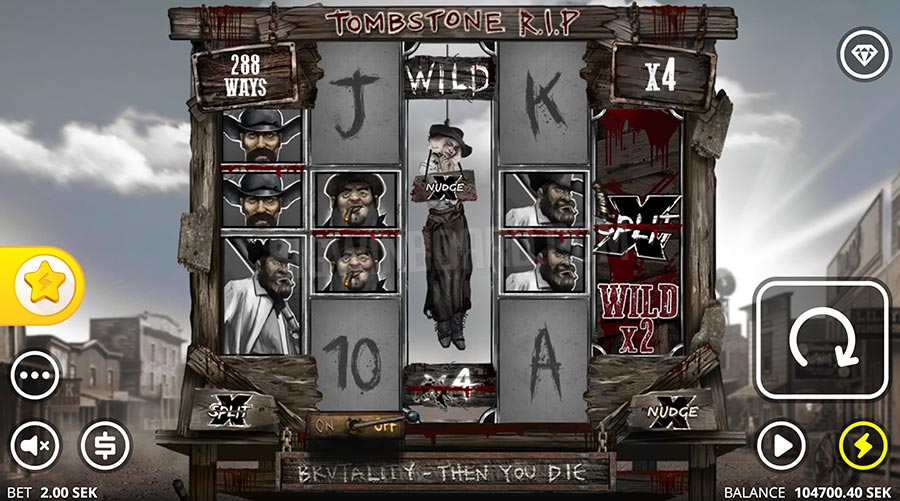 TOMBSTONE R.I.P
288
WAYS
WILD
X4
J
K
NUDGE
SPLIT
WILD
X2
10
X4
A
SPLIT
NUDGE
ON
OFF
BRUTALITY - THEN YOU DIE
BET 2.00 SEK
BALANCE 104700.40 SEK